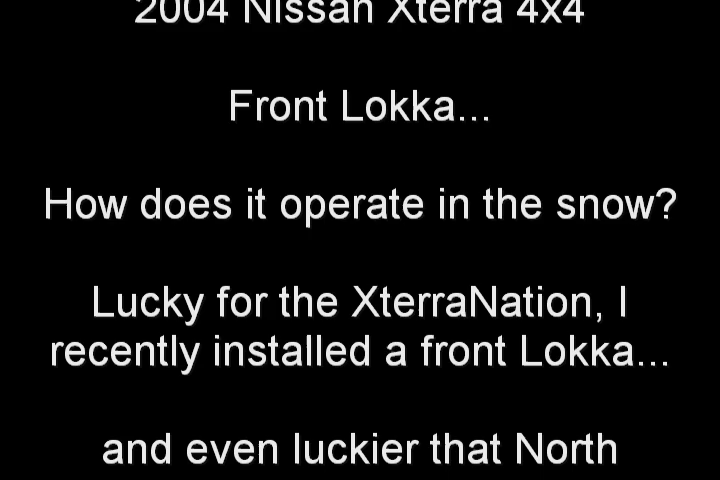 2004 Nissan Xterra 4x4
Front Lokka...
How does it operate in the snow?
Lucky for the XterraNation, I
recently installed a front Lokka...
and even luckier that North